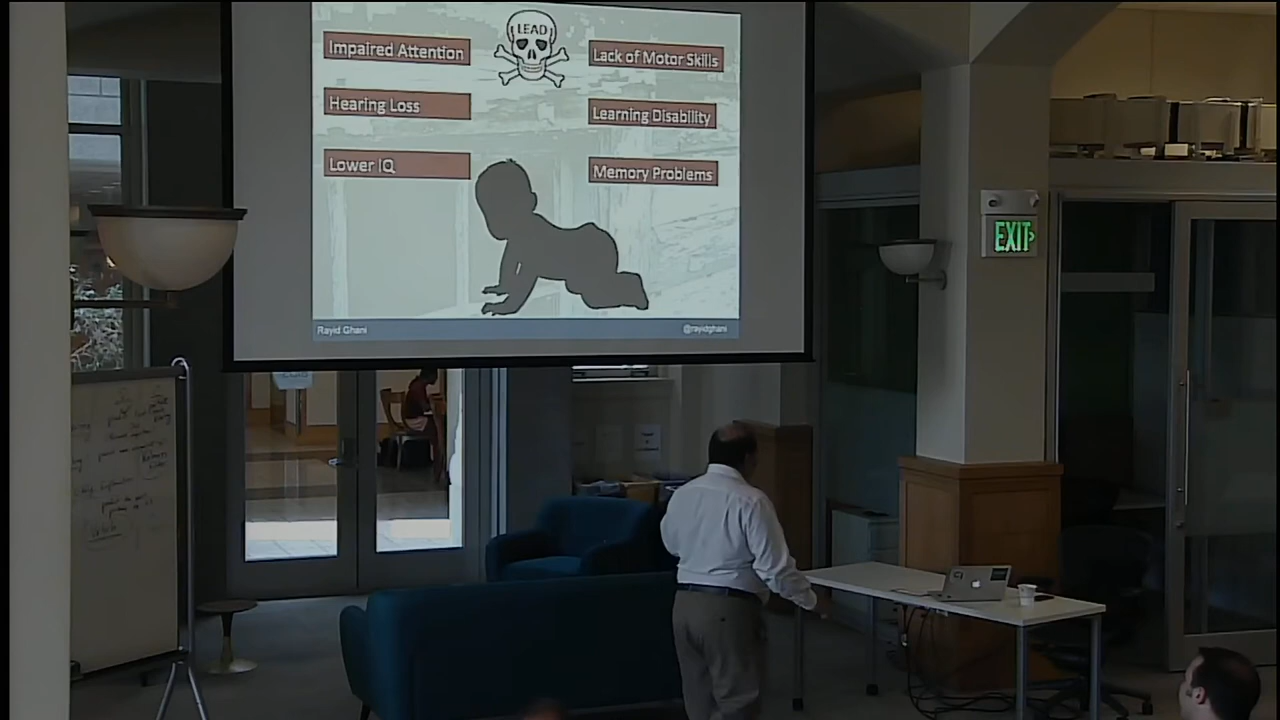 LEAD
Impaired Attention
Lack of Motor Skills
Hearing Loss
Learning Disability
Lower IQ
Memory Problems
Rayid Ghani
@rayidghani
EXIT